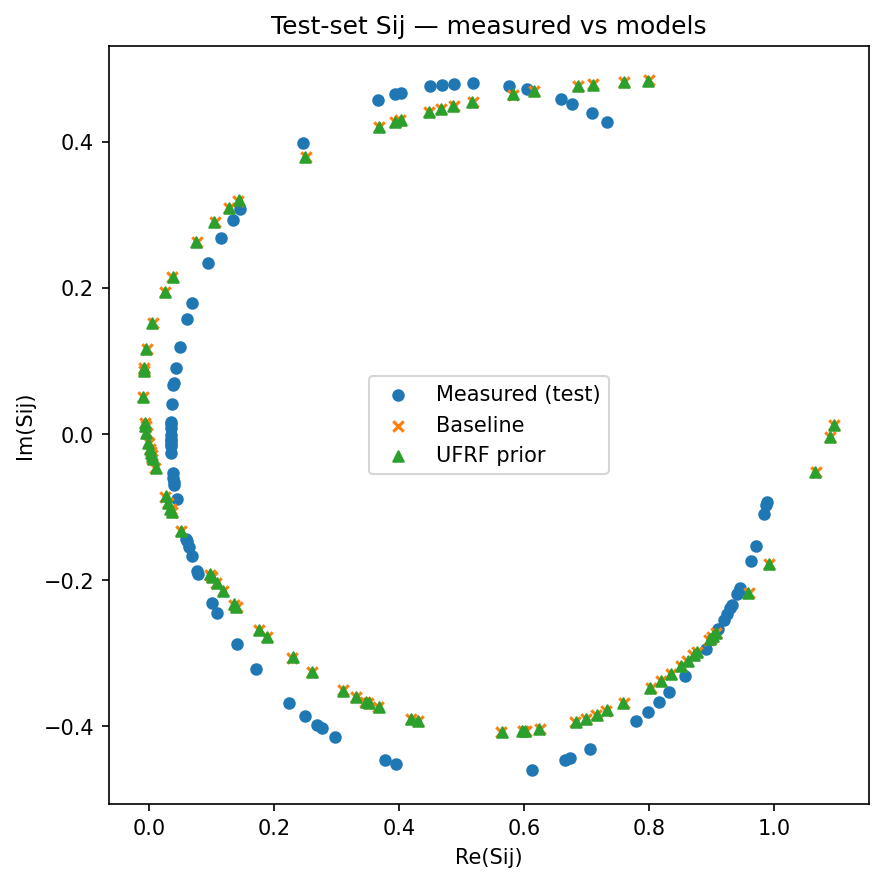 Test-set Sij — measured vs models
Im(Sij)
0.4
0.2
0.0
−0.2
−0.4
Measured (test)
Baseline
UFRF prior
0.0 0.2 0.4 0.6 0.8 1.0
Re(Sij)